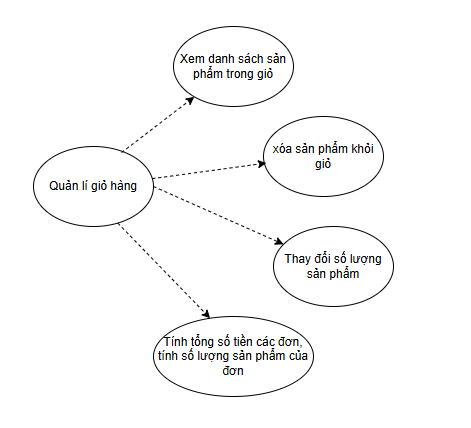 Xem danh sách sản
phẩm trong giỏ
xóa sản phẩm khỏi
giỏ
Quản lí giỏ hàng
Thay đổi số lượng
sản phẩm
Tính tổng số tiền các đơn,
tính số lượng sản phẩm của
đơn